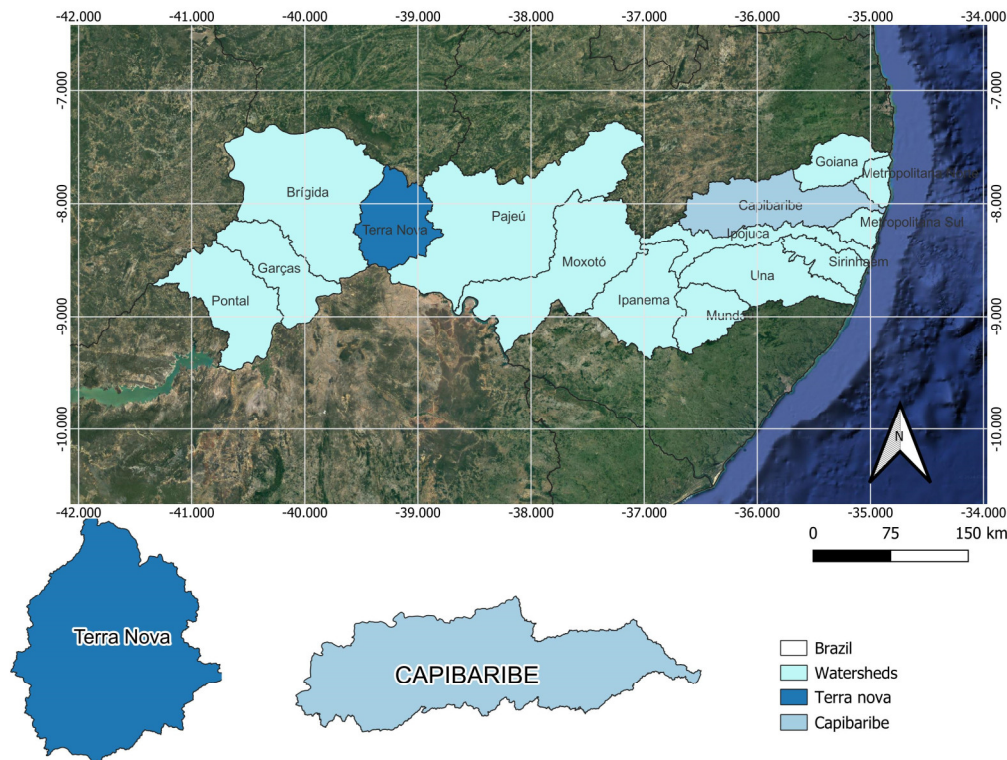 -42.000 -41.000 -40.000 -39.000 -38.000 -37.000 -36.000 -35.000 -34.000
-7.000 -7.000
Goiana
Metropolitana
Brígida
-8.000 -8.000
Capibaribe
Pajeú
Metropolitana Sul
Terra Nova
Ipojuca
Sirinhaém
Garças
Moxotó
Una
Pontal
Ipanema
Mundo
-9.000 -9.000
-10.000 -10.000
N
-42.000 -41.000 -40.000 -39.000 -38.000 -37.000 -36.000 -35.000 -34.000
0 75 150 km
Terra Nova
CAPIBARIBE
Brazil
Watersheds
Terra nova
Capibaribe